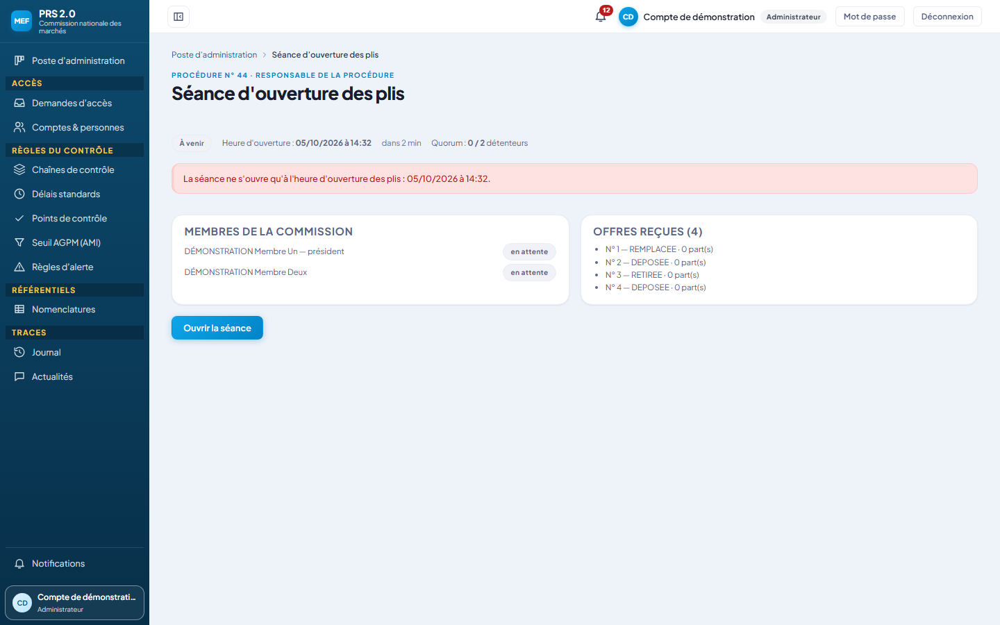 MEF
PRS 2.0
Commission nationale des
marchés
Poste d'administration
ACCÈS
Demandes d'accès
Comptes & personnes
RÈGLES DU CONTRÔLE
Chaînes de contrôle
Délais standards
Points de contrôle
Seuil AGPM (AMI)
Règles d'alerte
RÉFÉRENTIELS
Nomenclatures
TRACES
Journal
Actualités
Notifications
CD
Compte de démonstrati...
Administrateur
12
CD
Compte de démonstration
Administrateur
Mot de passe
Déconnexion
Poste d'administration > Séance d'ouverture des plis
PROCÉDURE N° 44 · RESPONSABLE DE LA PROCÉDURE
Séance d'ouverture des plis
À venir
Heure d'ouverture : 05/10/2026 à 14:32
dans 2 min
Quorum : 0 / 2 détenteurs
La séance ne s'ouvre qu'à l'heure d'ouverture des plis : 05/10/2026 à 14:32.
MEMBRES DE LA COMMISSION
DÉMONSTRATION Membre Un — président
en attente
DÉMONSTRATION Membre Deux
en attente
OFFRES REÇUES (4)
• N° 1 — REMPLACEE · 0 part(s)
• N° 2 — DEPOSEE · 0 part(s)
• N° 3 — RETIREE · 0 part(s)
• N° 4 — DEPOSEE · 0 part(s)
Ouvrir la séance